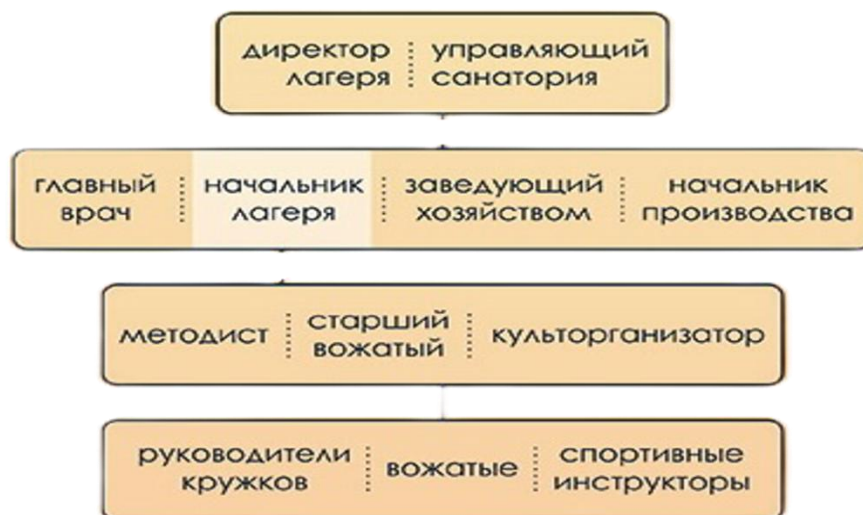 директор лагеря
управляющий санатория
главный врач
начальник лагеря
заведующий хозяйством
начальник производства
методист
старший вожатый
культорганизатор
руководители кружков
вожатые
спортивные инструкторы